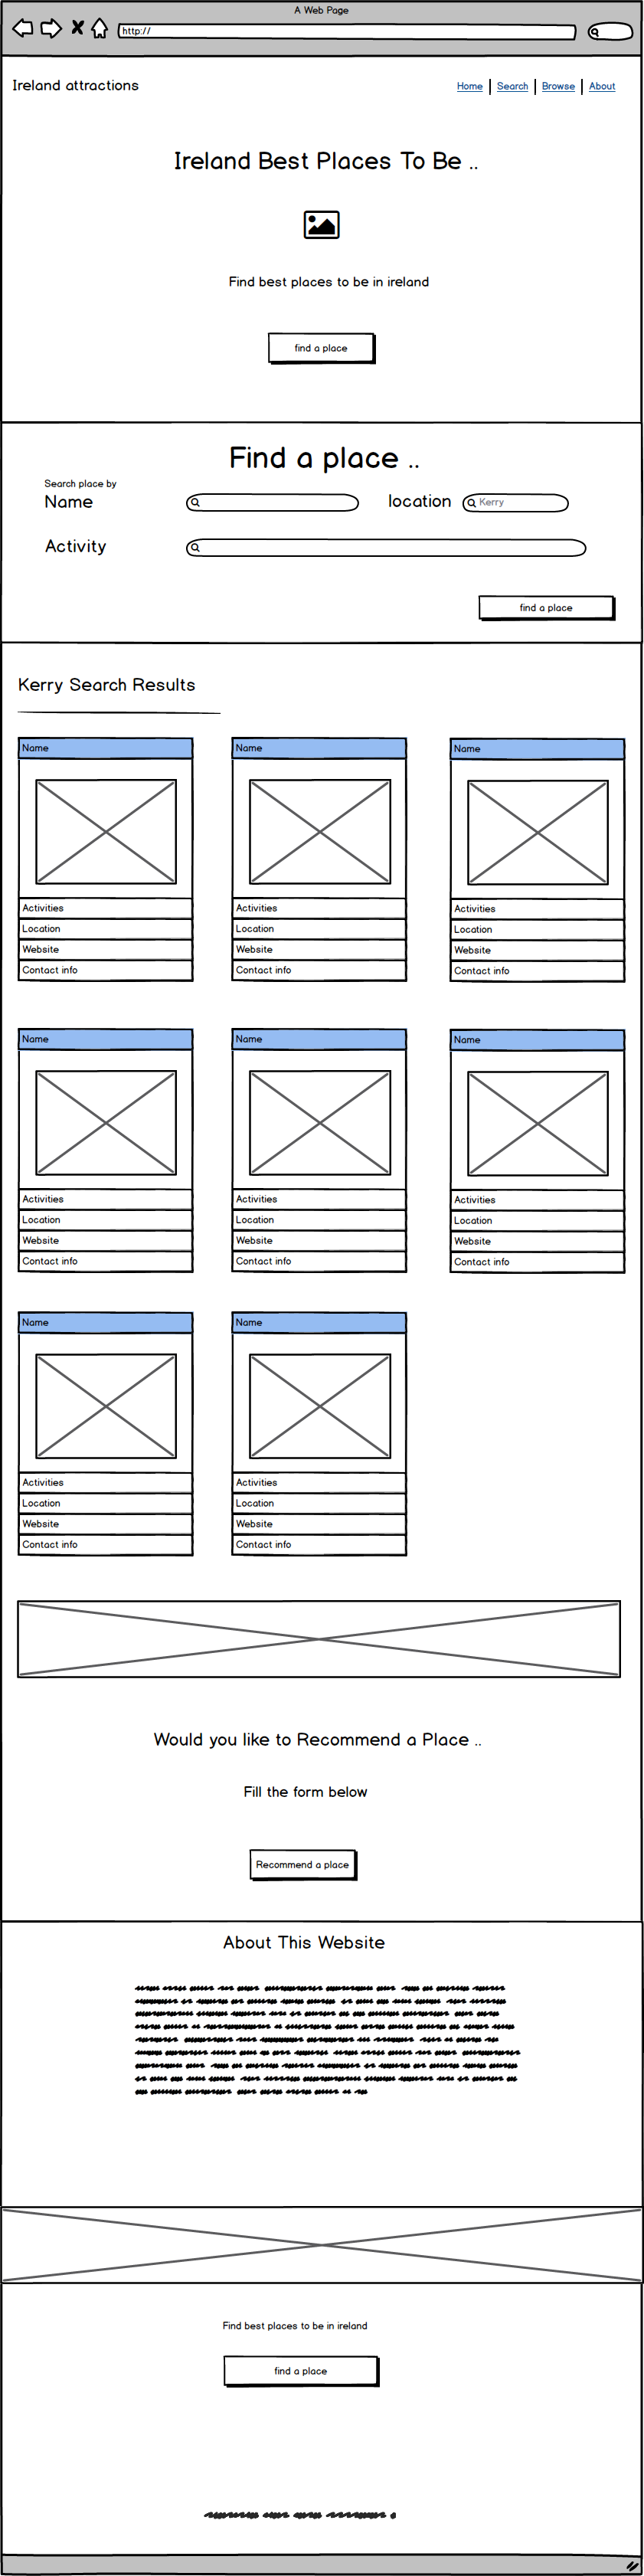 A Web Page
http://
Ireland attractions
Home Search Browse About
Ireland Best Places To Be ..
Find best places to be in ireland
find a place
Find a place ..
Search place by
Name location Kerry
Activity
find a place
Kerry Search Results
Name Name Name
Activities Activities Activities
Location Location Location
Website Website Website
Contact info Contact info Contact info
Name Name Name
Activities Activities Activities
Location Location Location
Website Website Website
Contact info Contact info Contact info
Name Name
Activities Activities
Location Location
Website Website
Contact info Contact info
Would you like to Recommend a Place ..
Fill the form below
Recommend a place
About This Website
Find best places to be in ireland
find a place